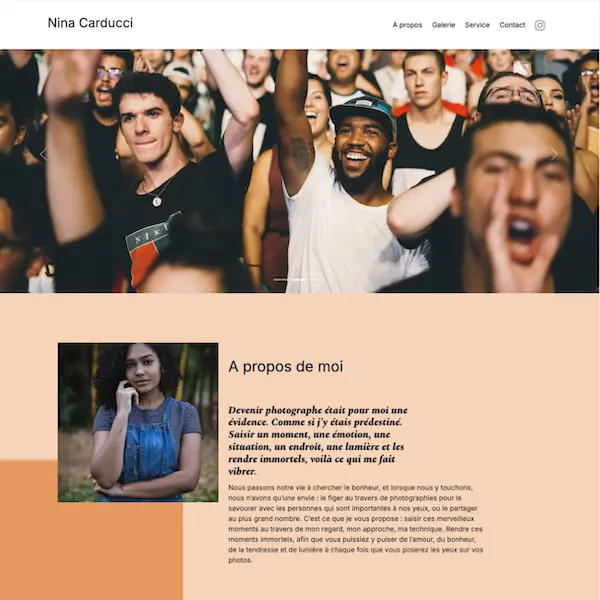 Nina Carducci
À propos Galerie Service Contact
A propos de moi
Devenir photographe était pour moi une
évidence. Comme si j'y étais prédestiné.
Saisir un moment, une émotion, une
situation, un endroit, une lumière et les
rendre immortels, voilà ce qui me fait
vibrer.
Nous passons notre vie à chercher le bonheur, et lorsque nous y touchons,
nous n'avons qu'une envie : le figer au travers de photographies pour le
savourer avec les personnes qui sont importantes à nos yeux, ou le partager
au plus grand nombre. C'est ce que je vous propose : saisir ces merveilleux
moments au travers de mon regard, mon approche, ma technique. Rendre ces
moments immortels, afin que vous puissiez y puiser de l'amour, du bonheur,
de la tendresse et de lumière à chaque fois que vous poserez les yeux sur vos
photos.